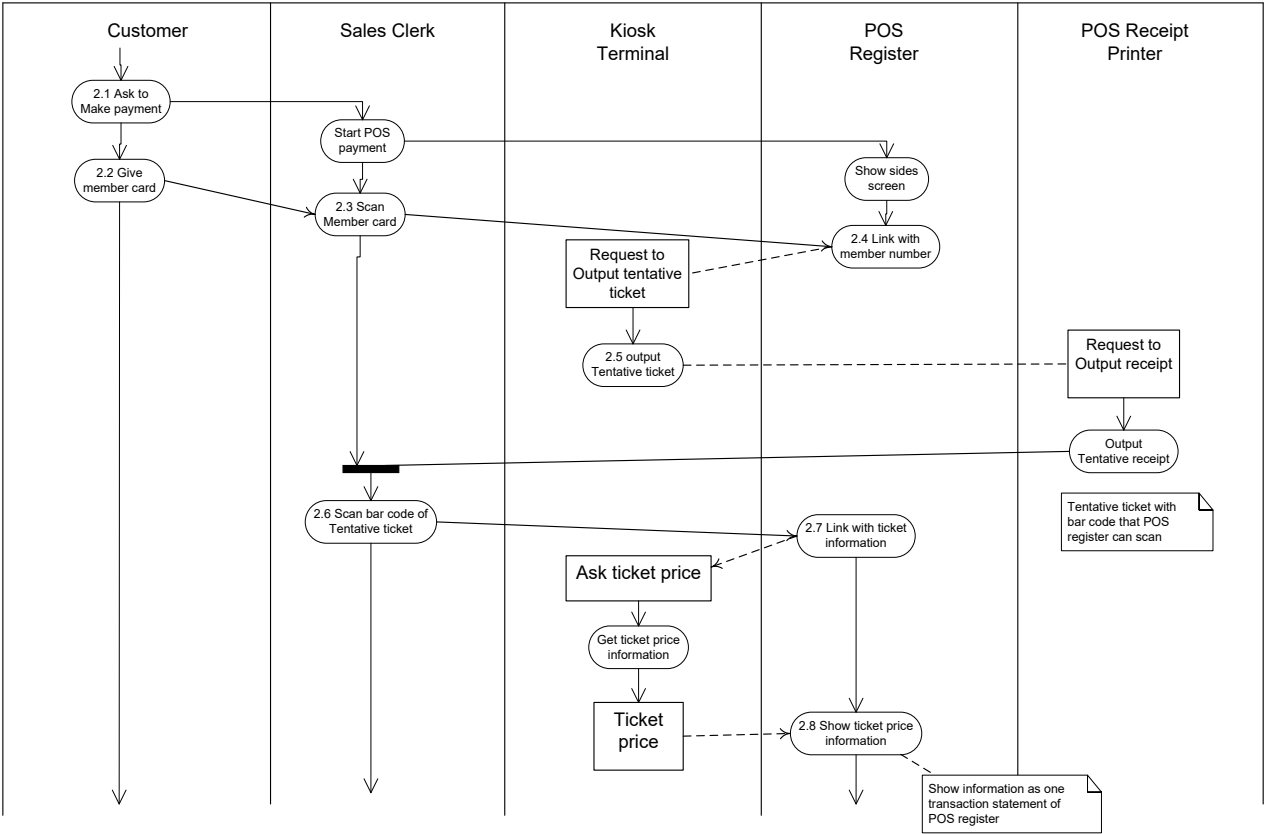 Customer
Sales Clerk
Kiosk
Terminal
POS
Register
POS Receipt
Printer
2.1 Ask to
Make payment
Start POS
payment
2.2 Give
member card
Show sides
screen
2.3 Scan
Member card
2.4 Link with
member number
Request to
Output tentative
ticket
2.5 output
Tentative ticket
Request to
Output receipt
Output
Tentative receipt
2.6 Scan bar code of
Tentative ticket
2.7 Link with ticket
information
Tentative ticket with
bar code that POS
register can scan
Ask ticket price
Get ticket price
information
Ticket
price
2.8 Show ticket price
information
Show information as one
transaction statement of
POS register